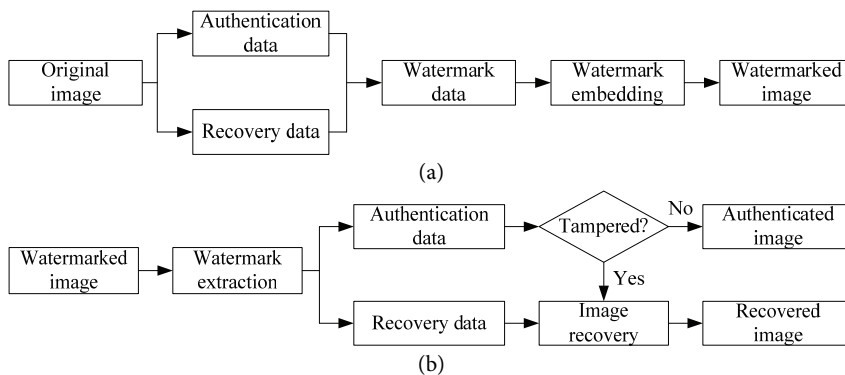 Authentication
data
Original
image
Recovery data
Watermark
data
Watermark
embedding
Watermarked
image
(a)
Watermarked
image
Watermark
extraction
Authentication
data
Tampered?
No
Authenticated
image
Yes
Recovery data
Image
recovery
Recovered
image
(b)